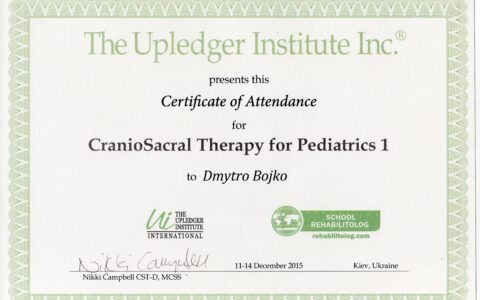 The Upledger Institute Inc.®
presents this
Certificate of Attendance
for
CranioSacral Therapy for Pediatrics 1
to Dmytro Bojko
Ui THE UPLEDGER INSTITUTE INTERNATIONAL
SCHOOL REHABILITOLOG
rehabilitolog.com
Nikki Campbell
11-14 December 2015
Kiev, Ukraine
Nikki Campbell CST-D, MCSS